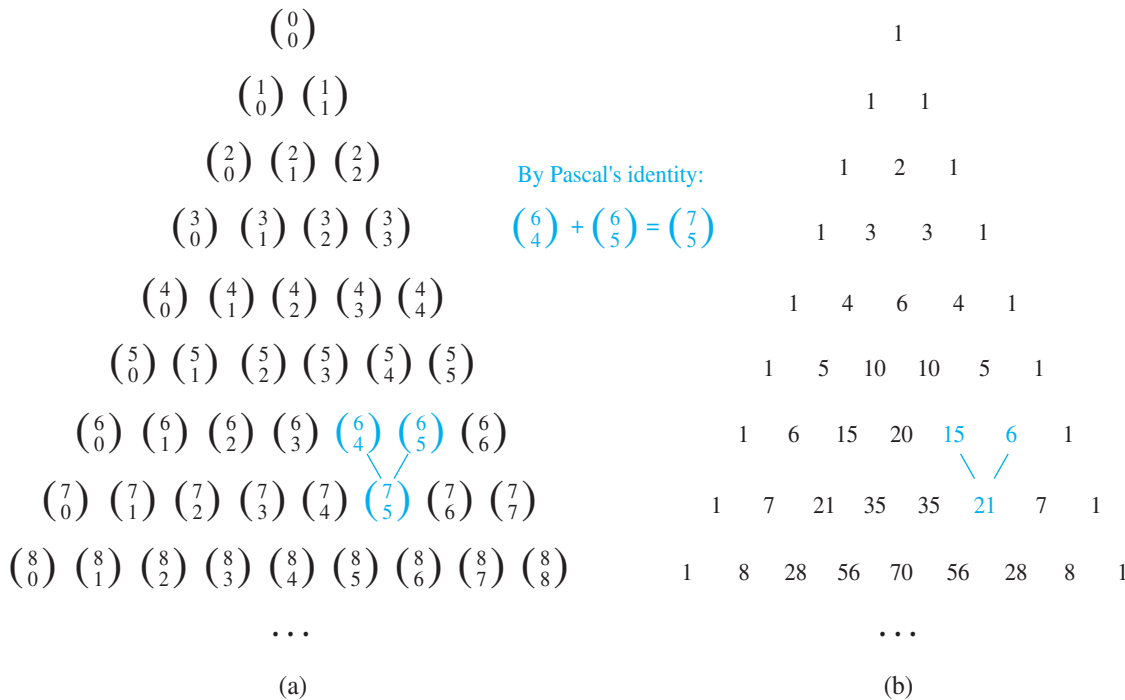 (0 0)
(1 0) (1 1)
(2 0) (2 1) (2 2)
(3 0) (3 1) (3 2) (3 3)
(4 0) (4 1) (4 2) (4 3) (4 4)
(5 0) (5 1) (5 2) (5 3) (5 4) (5 5)
(6 0) (6 1) (6 2) (6 3) (6 4) (6 5) (6 6)
(7 0) (7 1) (7 2) (7 3) (7 4) (7 5) (7 6) (7 7)
(8 0) (8 1) (8 2) (8 3) (8 4) (8 5) (8 6) (8 7) (8 8)
...
(a)
By Pascal's identity:
(6 4) + (6 5) = (7 5)
1
1 1
1 2 1
1 3 3 1
1 4 6 4 1
1 5 10 10 5 1
1 6 15 20 15 6 1
1 7 21 35 35 21 7 1
1 8 28 56 70 56 28 8 1
...
(b)